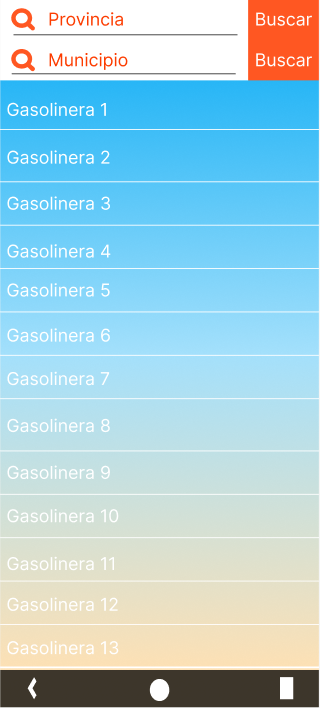 Provincia Buscar
Municipio Buscar
Gasolinera 1
Gasolinera 2
Gasolinera 3
Gasolinera 4
Gasolinera 5
Gasolinera 6
Gasolinera 7
Gasolinera 8
Gasolinera 9
Gasolinera 10
Gasolinera 11
Gasolinera 12
Gasolinera 13